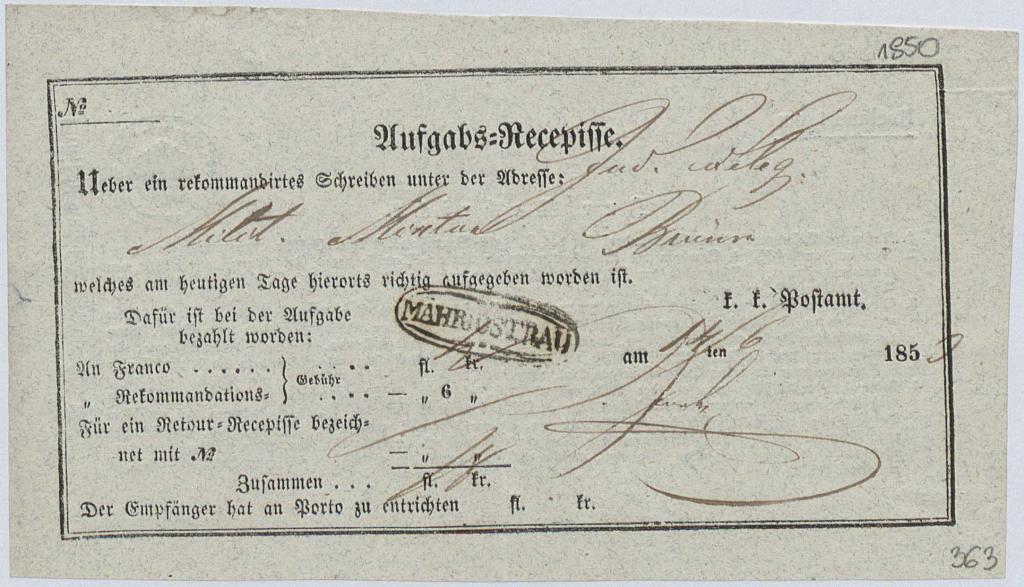 1850
№
Aufgabs-Recepisse.
Ueber ein rekommandirtes Schreiben unter der Adresse:
Brünn
welches am heutigen Tage hierorts richtig aufgegeben worden ist.
k. k. Postamt.
MÄHR: OSTRAU
Dafür ist bei der Aufgabe
bezahlt worden:
am ten 6 185
An Franco . . . . . . . . . . fl. kr.
Gebühr
„ Rekommandations- . . . . — „ 6 „
Für ein Retour-Recepisse bezeich-
net mit № — „ „
Zusammen . . . fl. kr.
Der Empfänger hat an Porto zu entrichten fl. kr.
363